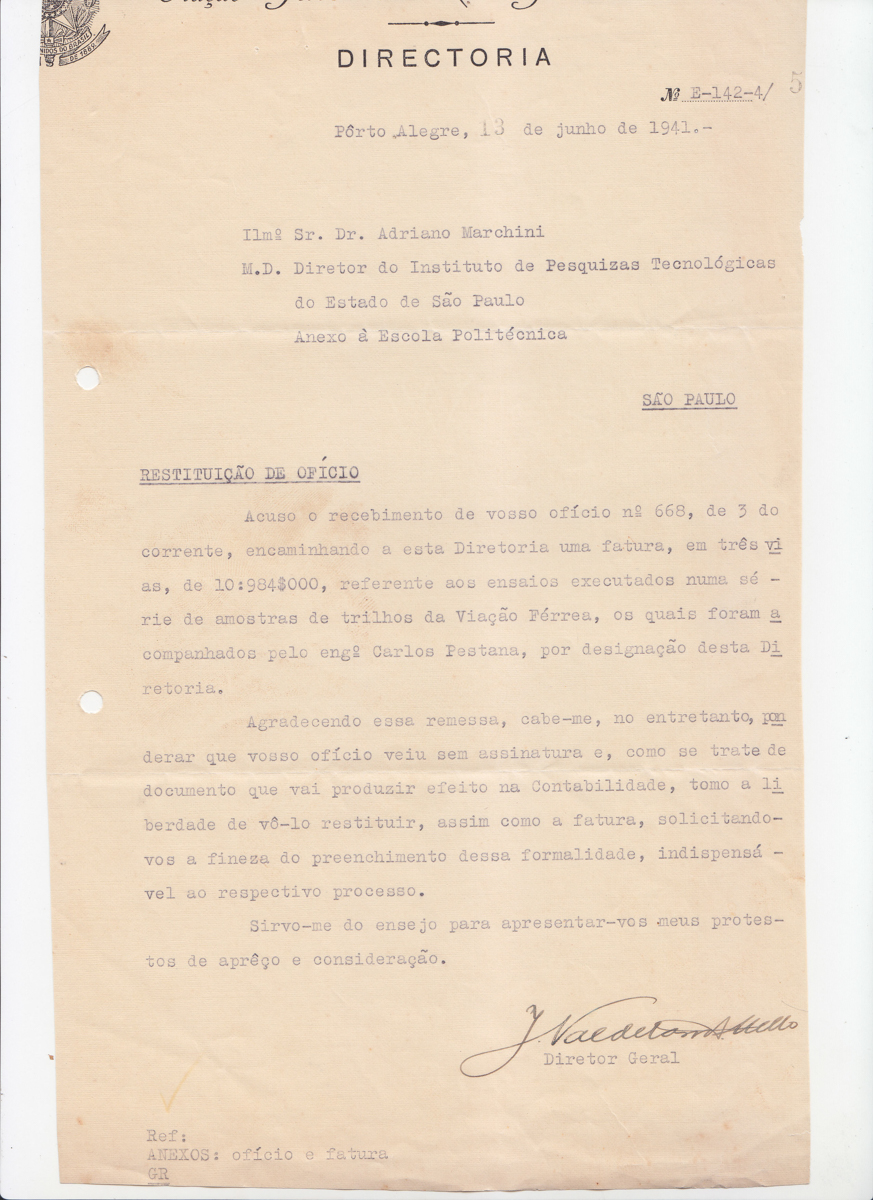 DIRECTORIA
Nº E-142-4/ 5
Pôrto Alegre, 13 de junho de 1941.-
Ilmº Sr. Dr. Adriano Marchini
M.D. Diretor do Instituto de Pesquizas Tecnológicas
do Estado de São Paulo
Anexo à Escola Politécnica
SÃO PAULO
RESTITUIÇÃO DE OFÍCIO
Acuso o recebimento de vosso ofício nº 668, de 3 do
corrente, encaminhando a esta Diretoria uma fatura, em três vi
as, de 10:984$000, referente aos ensaios executados numa sé -
rie de amostras de trilhos da Viação Férrea, os quais foram a
companhados pelo engº Carlos Pestana, por designação desta Di
retoria.
Agradecendo essa remessa, cabe-me, no entretanto, pon
derar que vosso ofício veiu sem assinatura e, como se trate de
documento que vai produzir efeito na Contabilidade, tomo a li
berdade de vô-lo restituir, assim como a fatura, solicitando-
vos a fineza do preenchimento dessa formalidade, indispensá -
vel ao respectivo processo.
Sirvo-me do ensejo para apresentar-vos meus protes-
tos de aprêço e consideração.
J.
Diretor Geral
Ref:
ANEXOS: ofício e fatura
GR